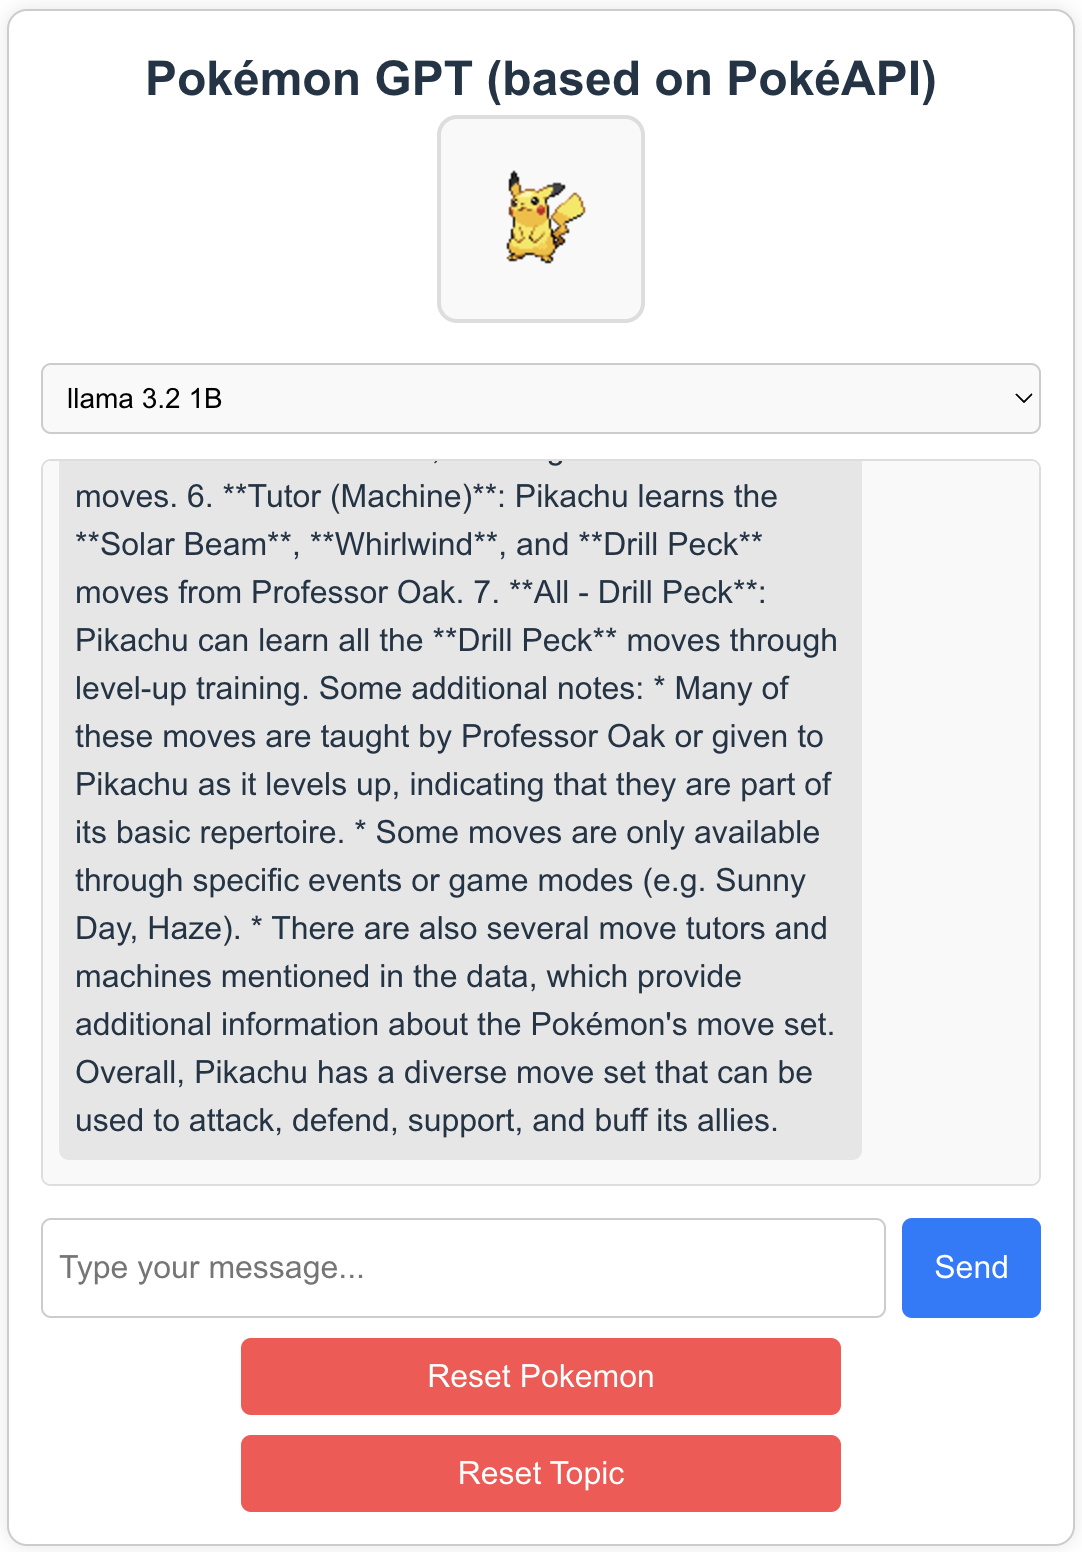 Pokémon GPT (based on PokéAPI)
llama 3.2 1B
moves. 6. **Tutor (Machine)**: Pikachu learns the
**Solar Beam**, **Whirlwind**, and **Drill Peck**
moves from Professor Oak. 7. **All - Drill Peck**:
Pikachu can learn all the **Drill Peck** moves through
level-up training. Some additional notes: * Many of
these moves are taught by Professor Oak or given to
Pikachu as it levels up, indicating that they are part of
its basic repertoire. * Some moves are only available
through specific events or game modes (e.g. Sunny
Day, Haze). * There are also several move tutors and
machines mentioned in the data, which provide
additional information about the Pokémon's move set.
Overall, Pikachu has a diverse move set that can be
used to attack, defend, support, and buff its allies.
Type your message...
Send
Reset Pokemon
Reset Topic